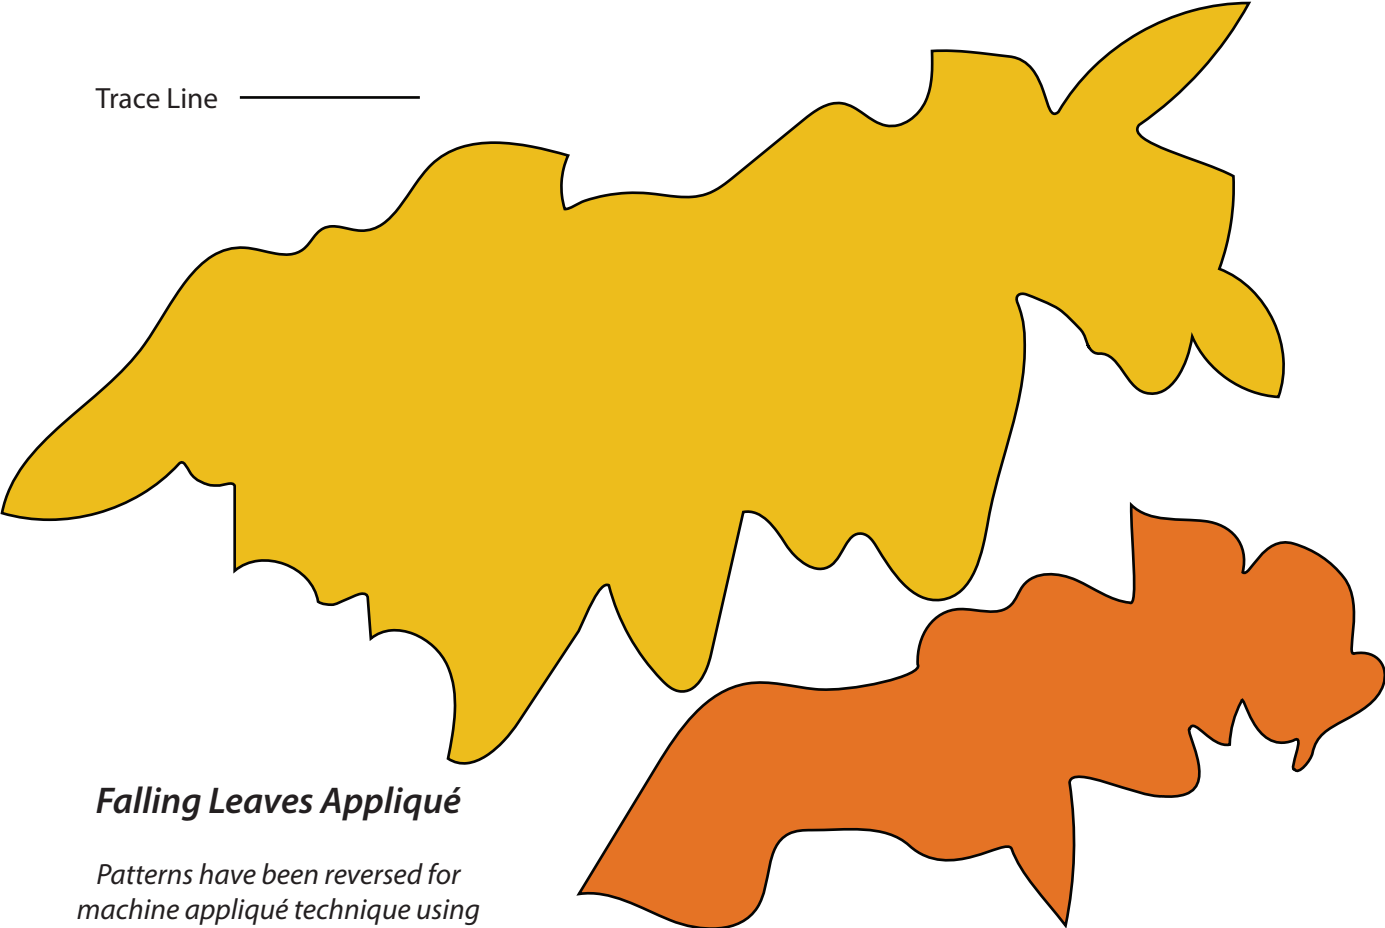 Trace Line
Falling Leaves Appliqué
Patterns have been reversed for
machine appliqué technique using